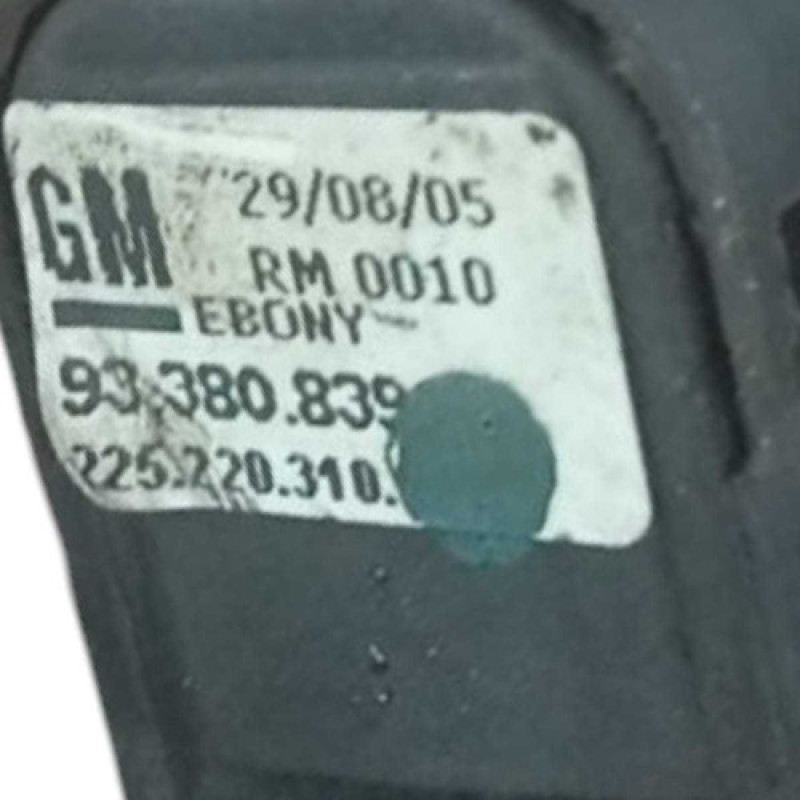 GM 29/08/05
RM 0010
EBONY
93.380.839
225.220.310.